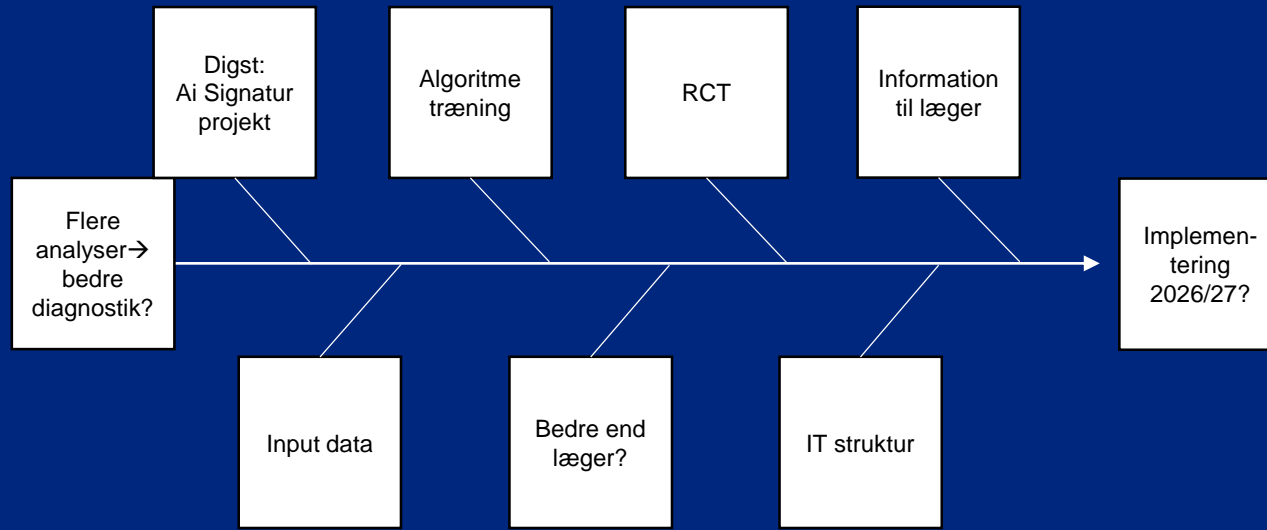 Digst:
Ai Signatur
projekt
Algoritme
træning
RCT
Information
til læger
Flere
analyser→
bedre
diagnostik?
Implemen-
tering
2026/27?
Input data
Bedre end
læger?
IT struktur